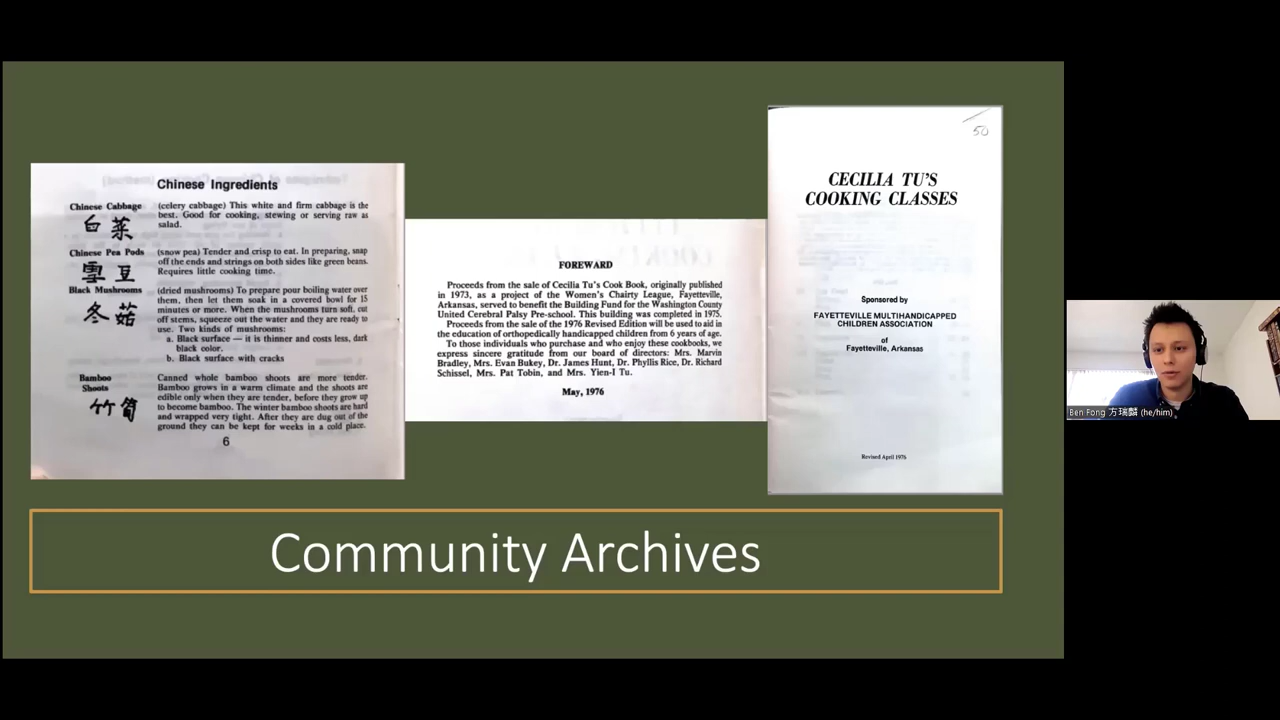 Chinese Ingredients
Chinese Cabbage
白菜
(celery cabbage) This white and firm cabbage is the
best. Good for cooking, stewing or serving raw as
salad.
Chinese Pea Pods
雪豆
(snow pea) Tender and crisp to eat. In preparing, snap
off the ends and strings on both sides like green beans.
Requires little cooking time.
Black Mushrooms
冬菇
(dried mushrooms) To prepare pour boiling water over
them, then let them soak in a covered bowl for 15
minutes or more. When the mushrooms turn soft, cut
off stems, squeeze out the water and they are ready to
use. Two kinds of mushrooms:
a. Black surface — it is thinner and costs less, dark
black color.
b. Black surface with cracks
Bamboo
Shoots
竹筍
Canned whole bamboo shoots are more tender.
Bamboo grows in a warm climate and the shoots are
edible only when they are tender, before they grow up
to become bamboo. The winter bamboo shoots are hard
and wrapped very tight. After they are dug out of the
ground they can be kept for weeks in a cold place.
6
FOREWARD
Proceeds from the sale of Cecilia Tu's Cook Book, originally published
in 1973, as a project of the Women's Chairty League, Fayetteville,
Arkansas, served to benefit the Building Fund for the Washington County
United Cerebral Palsy Pre-school. This building was completed in 1975.
Proceeds from the sale of the 1976 Revised Edition will be used to aid in
the education of orthopedically handicapped children from 6 years of age.
To those individuals who purchase and who enjoy these cookbooks, we
express sincere gratitude from our board of directors: Mrs. Marvin
Bradley, Mrs. Evan Bukey, Dr. James Hunt, Dr. Phyllis Rice, Dr. Richard
Schissel, Mrs. Pat Tobin, and Mrs. Yien-I Tu.
May, 1976
50
CECILIA TU'S
COOKING CLASSES
Sponsored by
FAYETTEVILLE MULTIHANDICAPPED
CHILDREN ASSOCIATION
of
Fayetteville, Arkansas
Revised April 1976
Community Archives
Ben Fong 方瑞麟 (he/him)